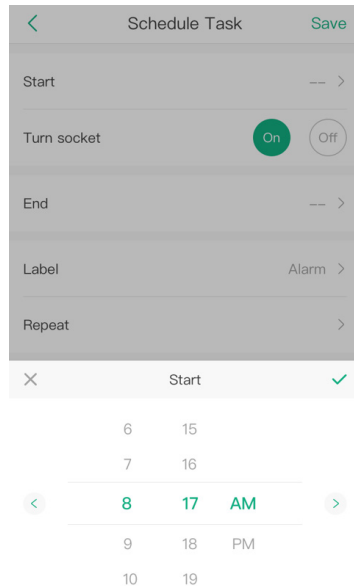 Schedule Task Save
Start -- >
Turn socket On Off
End -- >
Label Alarm >
Repeat >
Start
6 15
7 16
8 17 AM
9 18 PM
10 19